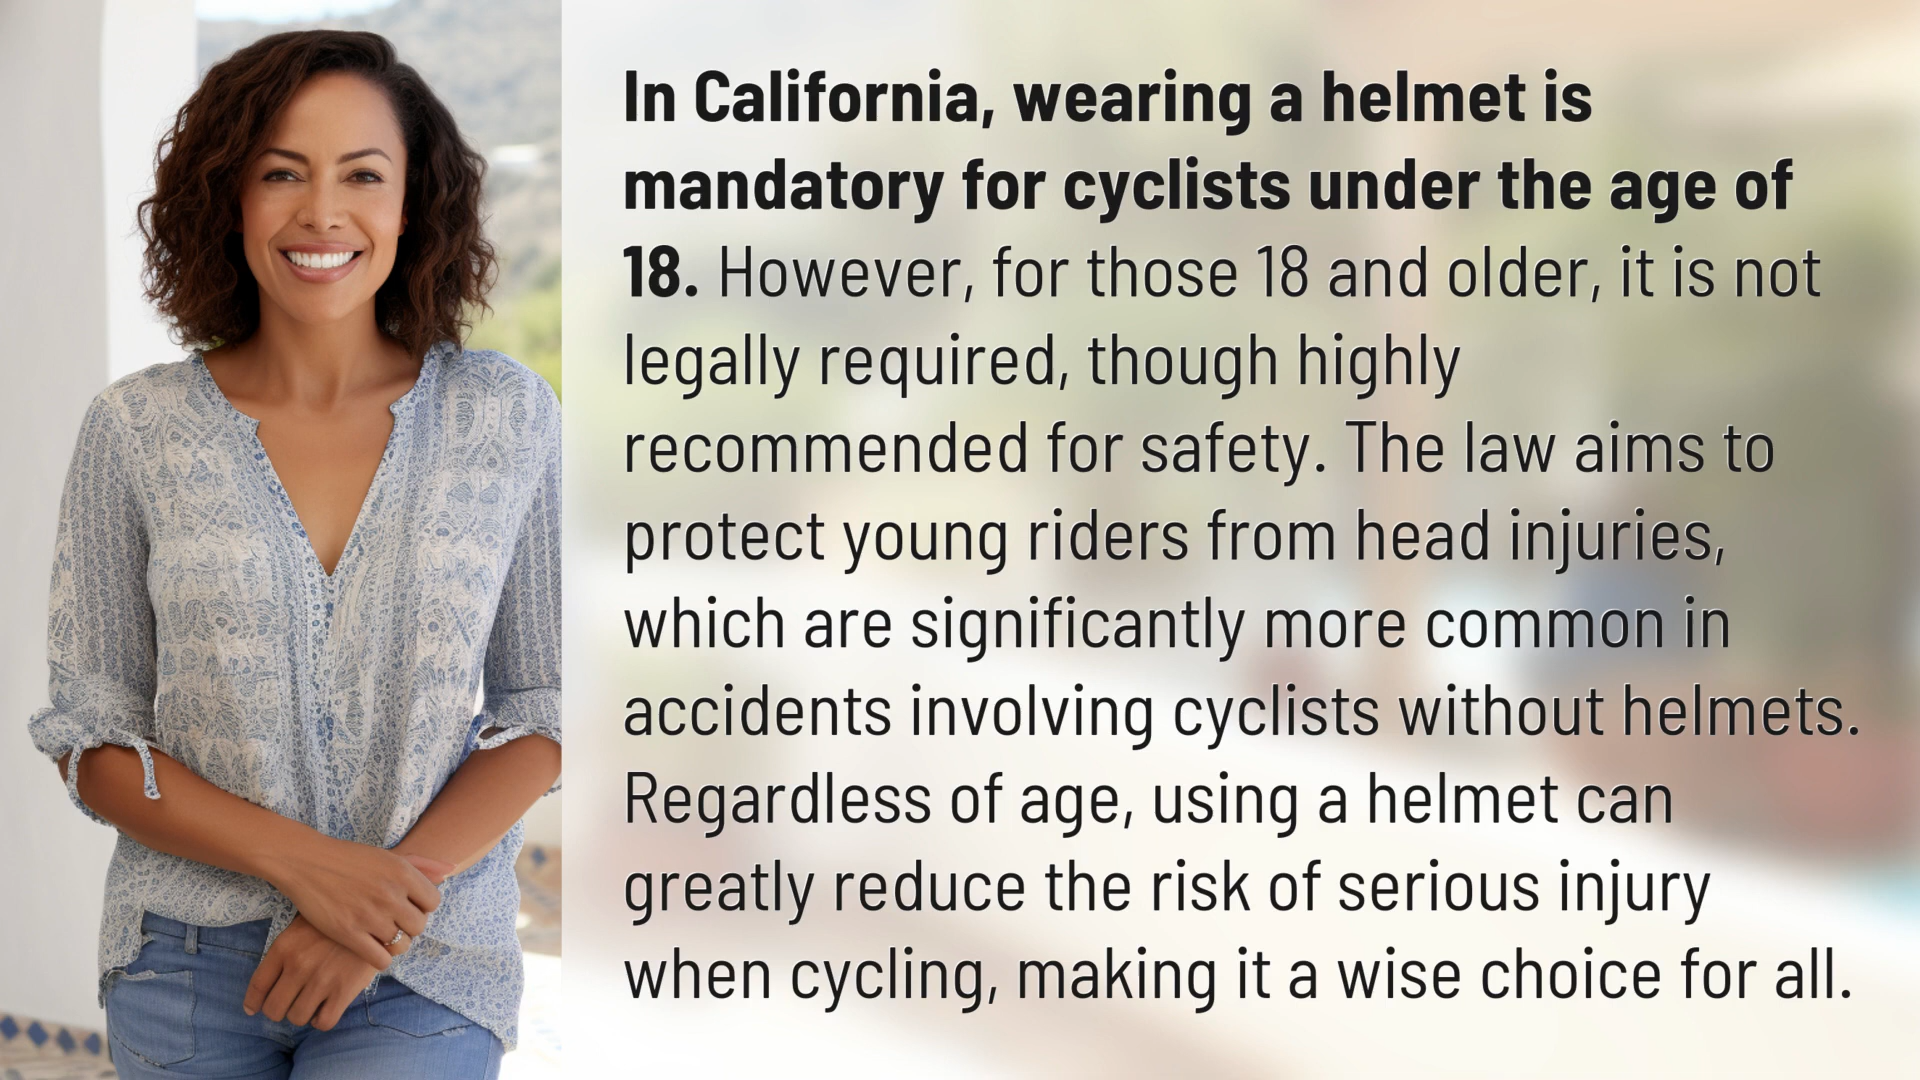 In California, wearing a helmet is
mandatory for cyclists under the age of
18. However, for those 18 and older, it is not
legally required, though highly
recommended for safety. The law aims to
protect young riders from head injuries,
which are significantly more common in
accidents involving cyclists without helmets.
Regardless of age, using a helmet can
greatly reduce the risk of serious injury
when cycling, making it a wise choice for all.